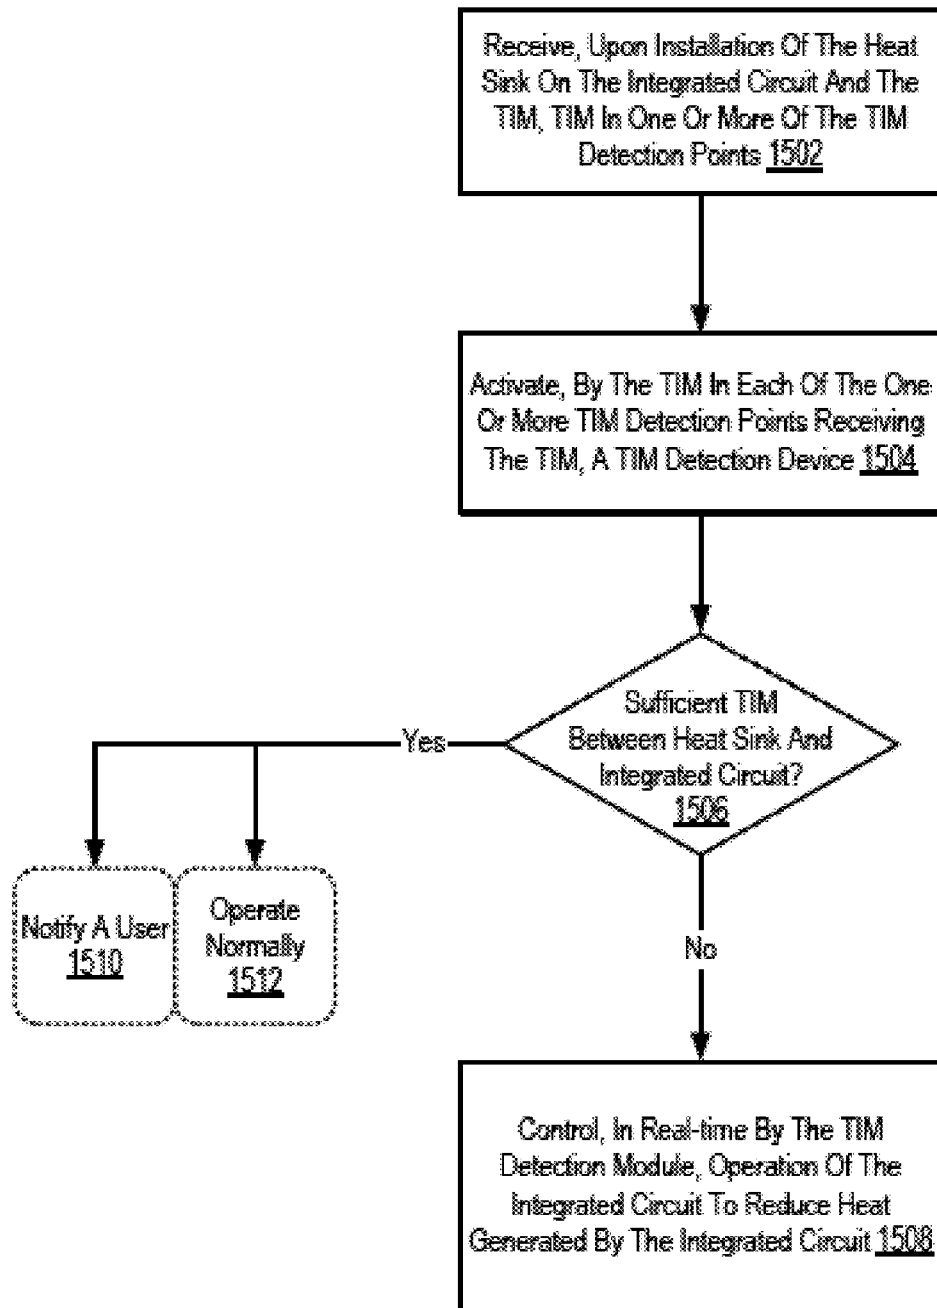 Receive, Upon Installation Of The Heat
Sink On The Integrated Circuit And The
TIM, TIM In One Or More Of The TIM
Detection Points 1502
Activate, By The TIM In Each Of The One
Or More TIM Detection Points Receiving
The TIM, A TIM Detection Device 1504
Sufficient TIM
Between Heat Sink And
Integrated Circuit?
1506
Yes
Notify A User
1510
Operate
Normally
1512
No
Control, In Real-time By The TIM
Detection Module, Operation Of The
Integrated Circuit To Reduce Heat
Generated By The Integrated Circuit 1508